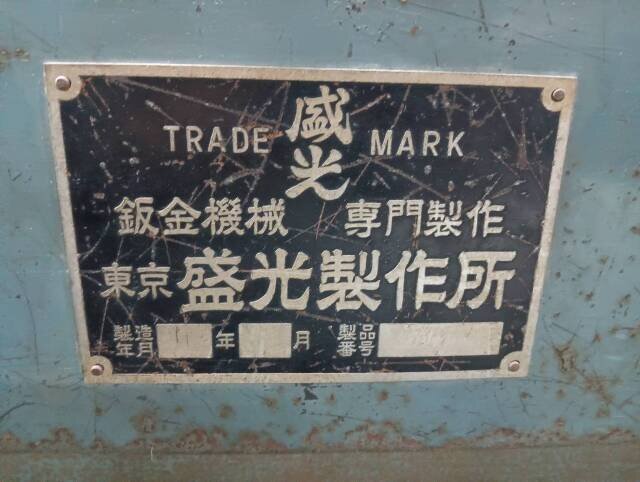 TRADE 盛光 MARK
鈑金機械 専門製作
東京 盛光製作所
製造年月 年 月 製品番号